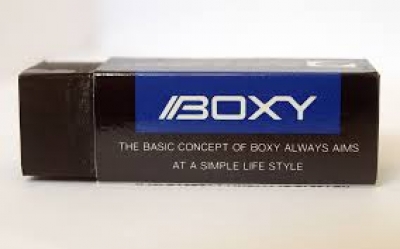 BOXY
THE BASIC CONCEPT OF BOXY ALWAYS AIMS
AT A SIMPLE LIFE STYLE